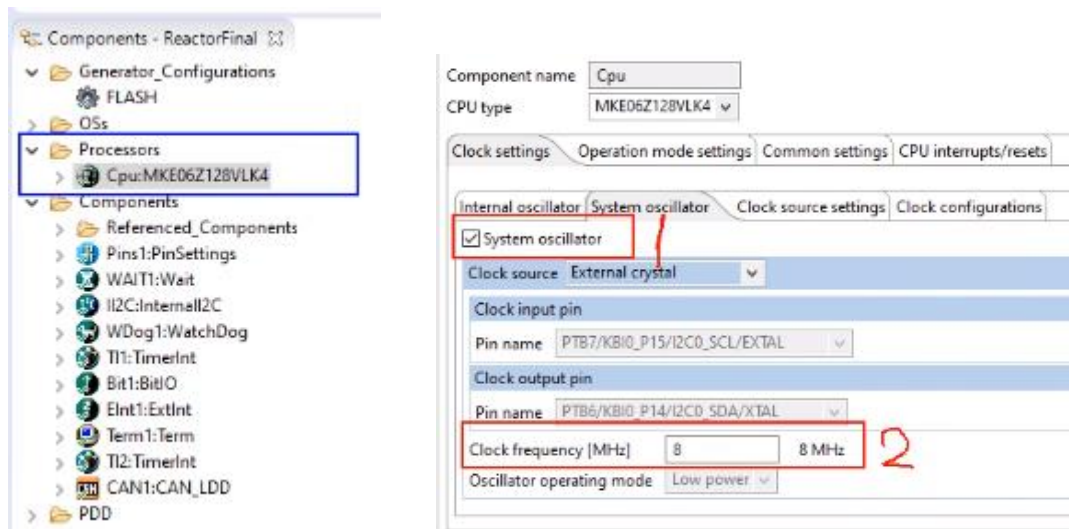 Components - ReactorFinal
Generator_Configurations
FLASH
OSs
Processors
Cpu:MKE06Z128VLK4
Components
Referenced_Components
Pins1:PinSettings
WAIT1:Wait
II2C:InternalI2C
WDog1:WatchDog
TI1:TimerInt
Bit1:BitIO
EInt1:ExtInt
Term1:Term
TI2:TimerInt
CAN1:CAN_LDD
PDD
Component name Cpu
CPU type MKE06Z128VLK4
Clock settings Operation mode settings Common settings CPU interrupts/resets
Internal oscillator System oscillator Clock source settings Clock configurations
System oscillator
1
Clock source External crystal
Clock input pin
Pin name PTB7/KBI0_P15/I2C0_SCL/EXTAL
Clock output pin
Pin name PTB6/KBI0_P14/I2C0_SDA/XTAL
Clock frequency [MHz] 8 8 MHz 2
Oscillator operating mode Low power